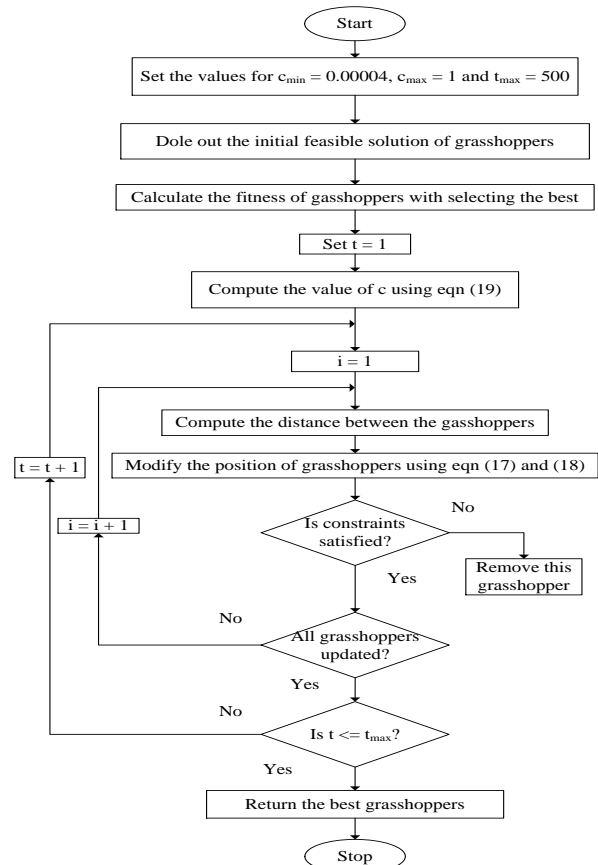 Start
Set the values for cmin = 0.00004, cmax = 1 and tmax = 500
Dole out the initial feasible solution of grasshoppers
Calculate the fitness of gasshoppers with selecting the best
Set t = 1
Compute the value of c using eqn (19)
i = 1
Compute the distance between the gasshoppers
t = t + 1
Modify the position of grasshoppers using eqn (17) and (18)
i = i + 1
Is constraints
satisfied?
No
Remove this
grasshopper
Yes
No
All grasshoppers
updated?
Yes
No
Is t <= tmax?
Yes
Return the best grasshoppers
Stop